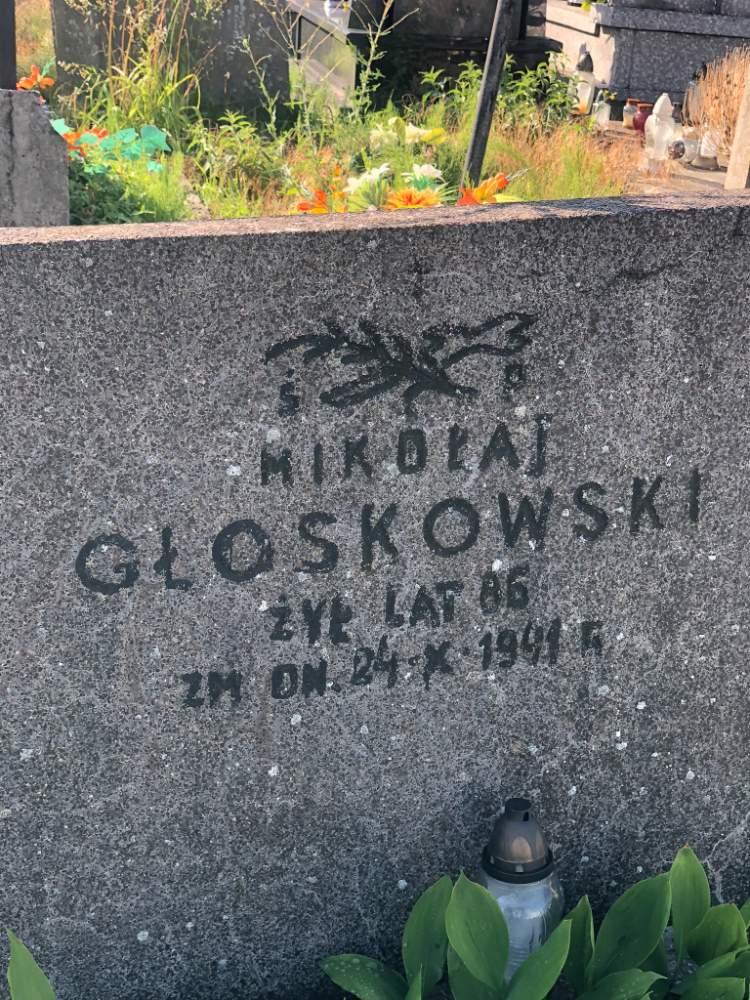 Ś P
MIKOŁAJ
GŁOSKOWSKI
ŻYŁ LAT 86
ZM DN. 24-X-1941 R